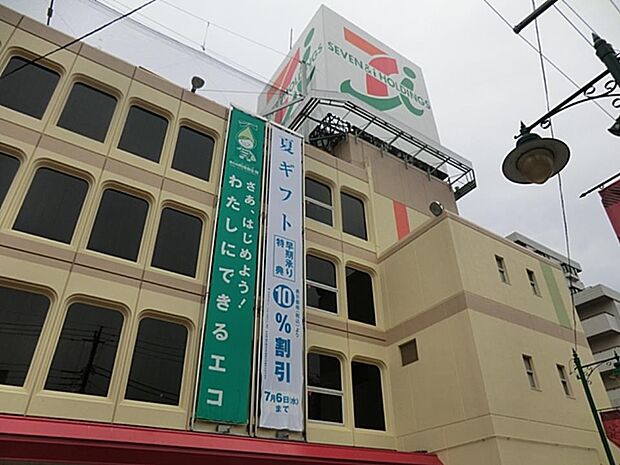 SEVEN & i HOLDINGS
さあ、はじめよう!
わたしにできるエコ
夏ギフト
早期承り
特典
10%割引
7月6日(水)
まで